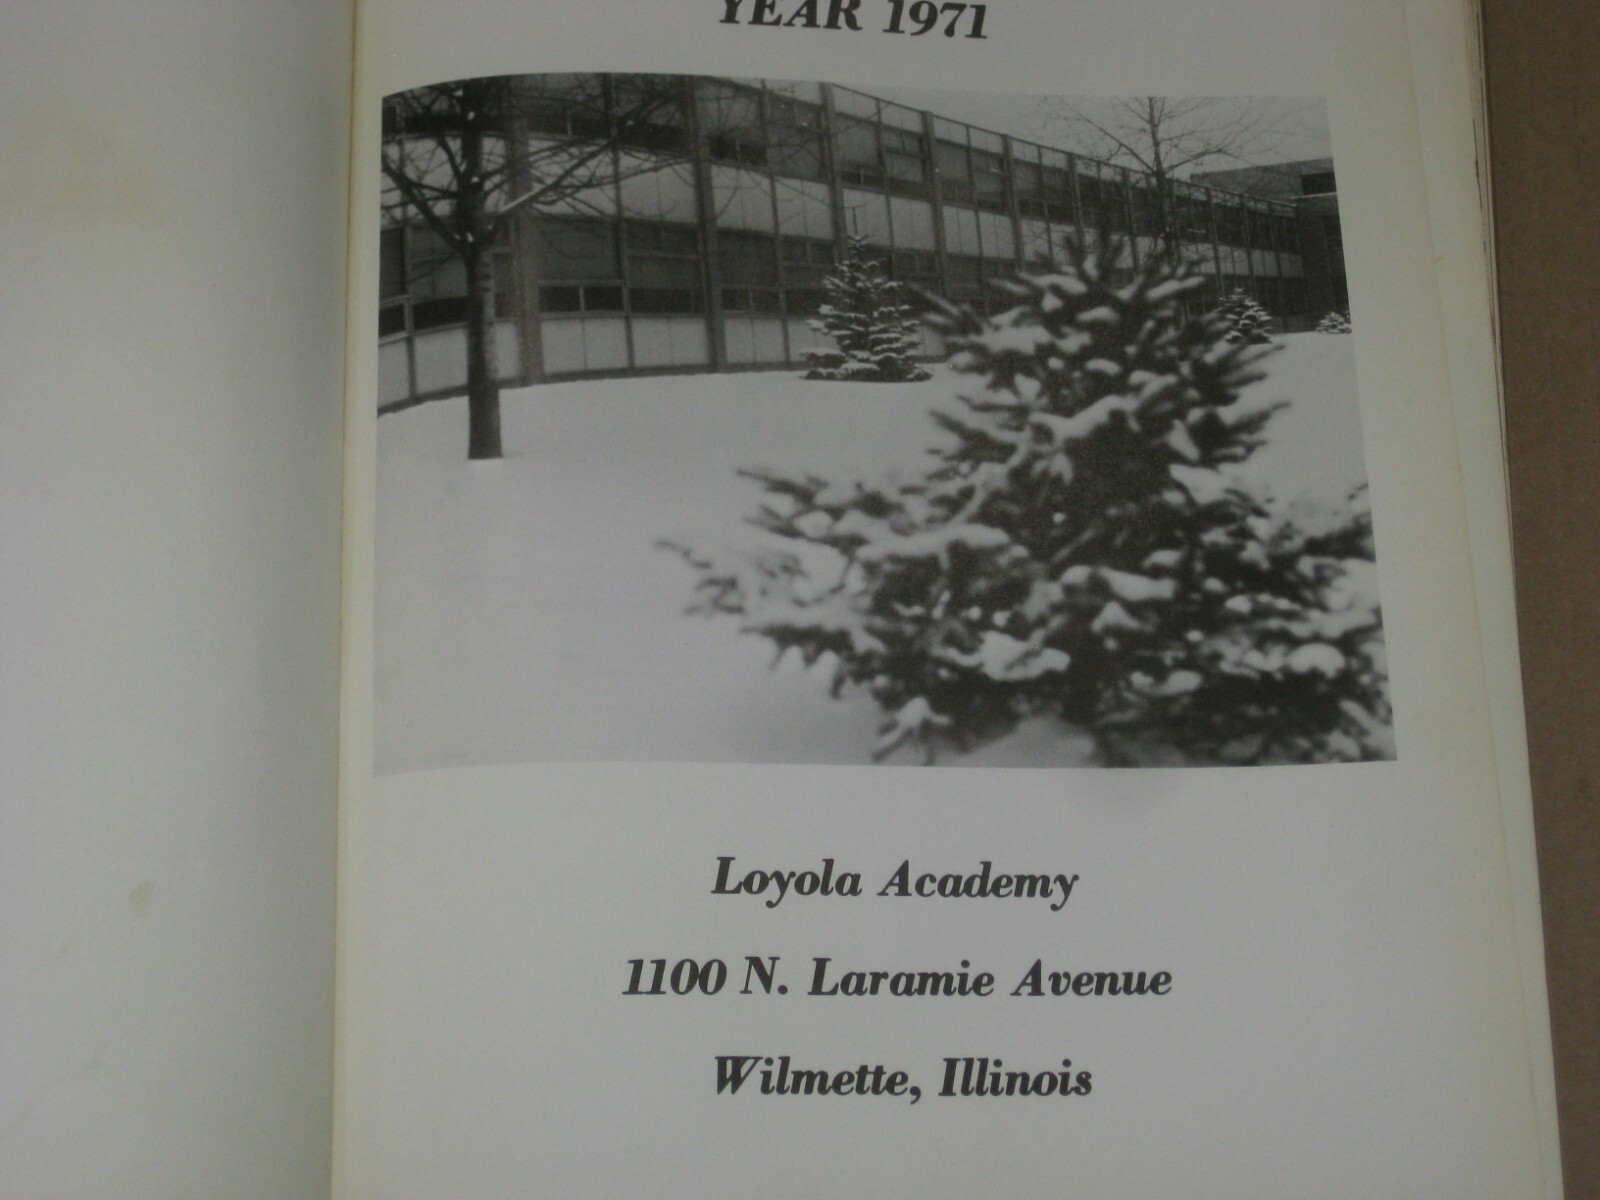 YEAR 1971
Loyola Academy
1100 N. Laramie Avenue
Wilmette, Illinois